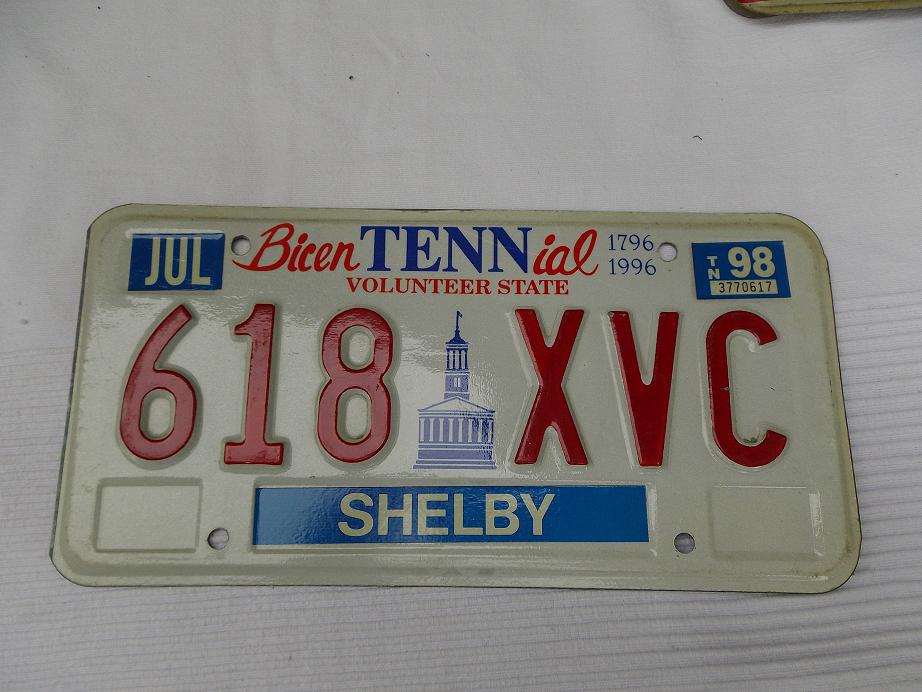 JUL
BicenTENNial
1796
1996
VOLUNTEER STATE
TN 98
3770617
618 XVC
SHELBY